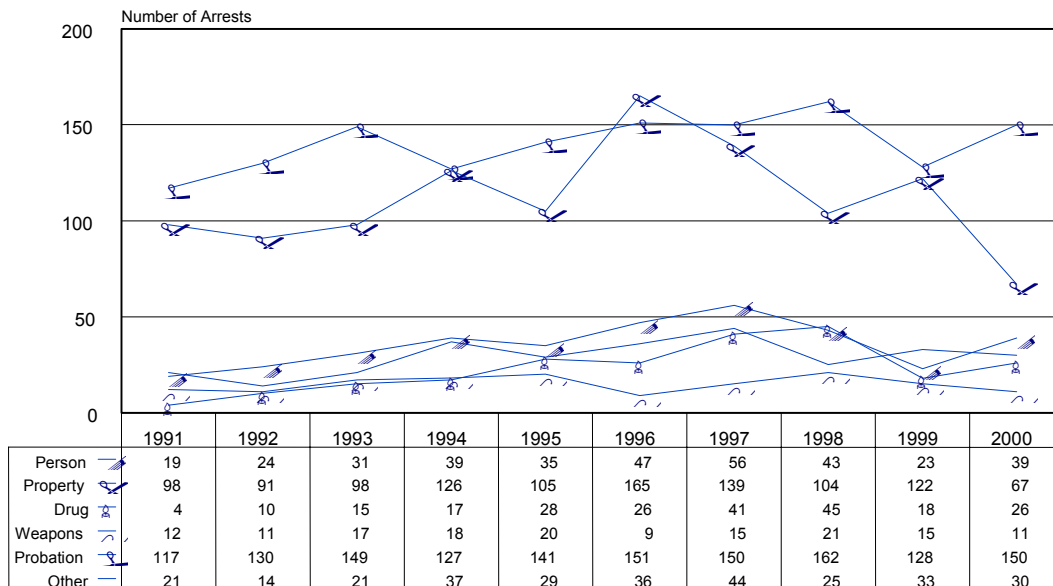 Number of Arrests
200
150
100
50
0
1991 1992 1993 1994 1995 1996 1997 1998 1999 2000
Person 19 24 31 39 35 47 56 43 23 39
Property 98 91 98 126 105 165 139 104 122 67
Drug 4 10 15 17 28 26 41 45 18 26
Weapons 12 11 17 18 20 9 15 21 15 11
Probation 117 130 149 127 141 151 150 162 128 150
Other 21 14 21 37 29 36 44 25 33 30